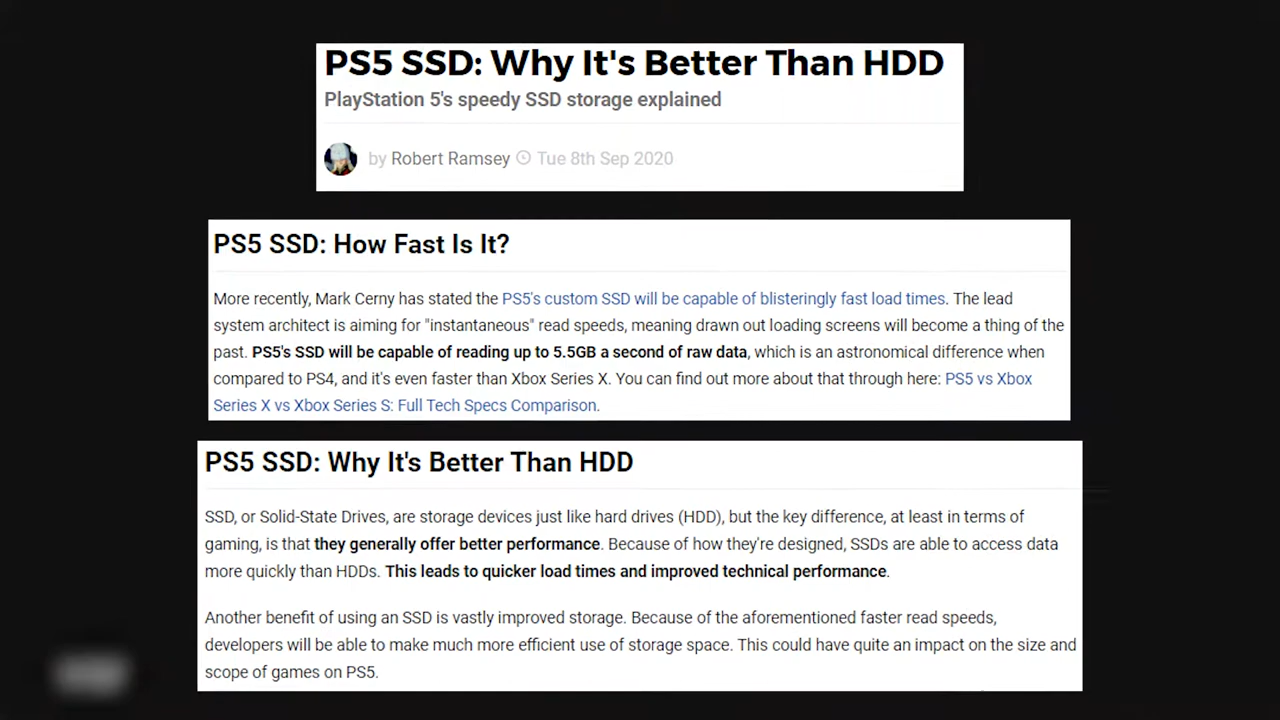 PS5 SSD: Why It's Better Than HDD
PlayStation 5's speedy SSD storage explained
by Robert Ramsey Tue 8th Sep 2020
PS5 SSD: How Fast Is It?
More recently, Mark Cerny has stated the PS5's custom SSD will be capable of blisteringly fast load times. The lead
system architect is aiming for "instantaneous" read speeds, meaning drawn out loading screens will become a thing of the
past. PS5's SSD will be capable of reading up to 5.5GB a second of raw data, which is an astronomical difference when
compared to PS4, and it's even faster than Xbox Series X. You can find out more about that through here: PS5 vs Xbox
Series X vs Xbox Series S: Full Tech Specs Comparison.
PS5 SSD: Why It's Better Than HDD
SSD, or Solid-State Drives, are storage devices just like hard drives (HDD), but the key difference, at least in terms of
gaming, is that they generally offer better performance. Because of how they're designed, SSDs are able to access data
more quickly than HDDs. This leads to quicker load times and improved technical performance.
Another benefit of using an SSD is vastly improved storage. Because of the aforementioned faster read speeds,
developers will be able to make much more efficient use of storage space. This could have quite an impact on the size and
scope of games on PS5.